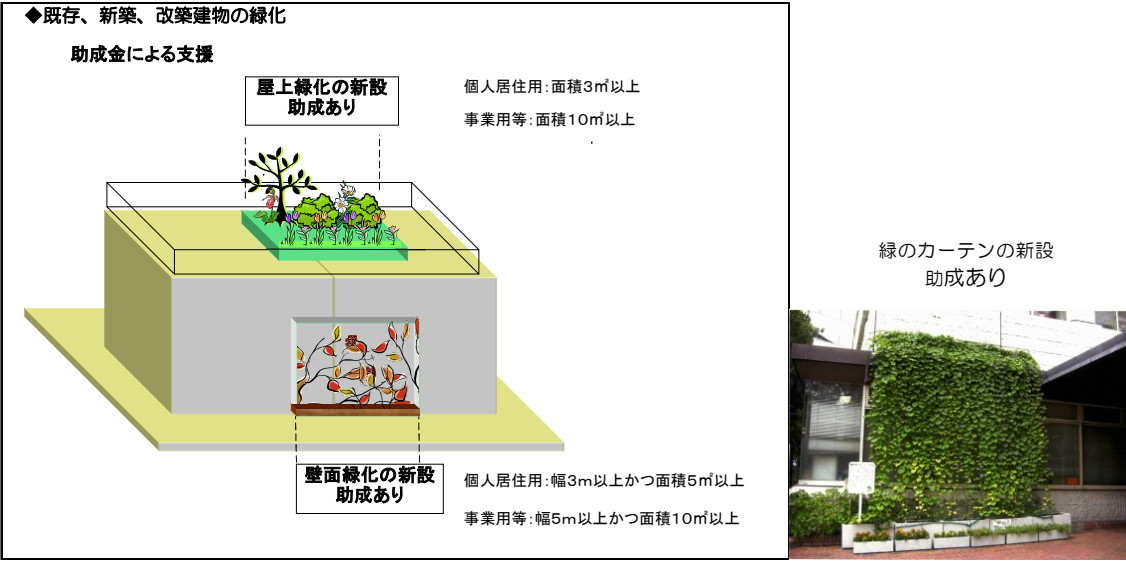 ◆既存、新築、改築建物の緑化
助成金による支援
屋上緑化の新設
助成あり
個人居住用:面積3㎡以上
事業用等:面積10㎡以上
緑のカーテンの新設
助成あり
壁面緑化の新設
助成あり
個人居住用:幅3m以上かつ面積5㎡以上
事業用等:幅5m以上かつ面積10㎡以上